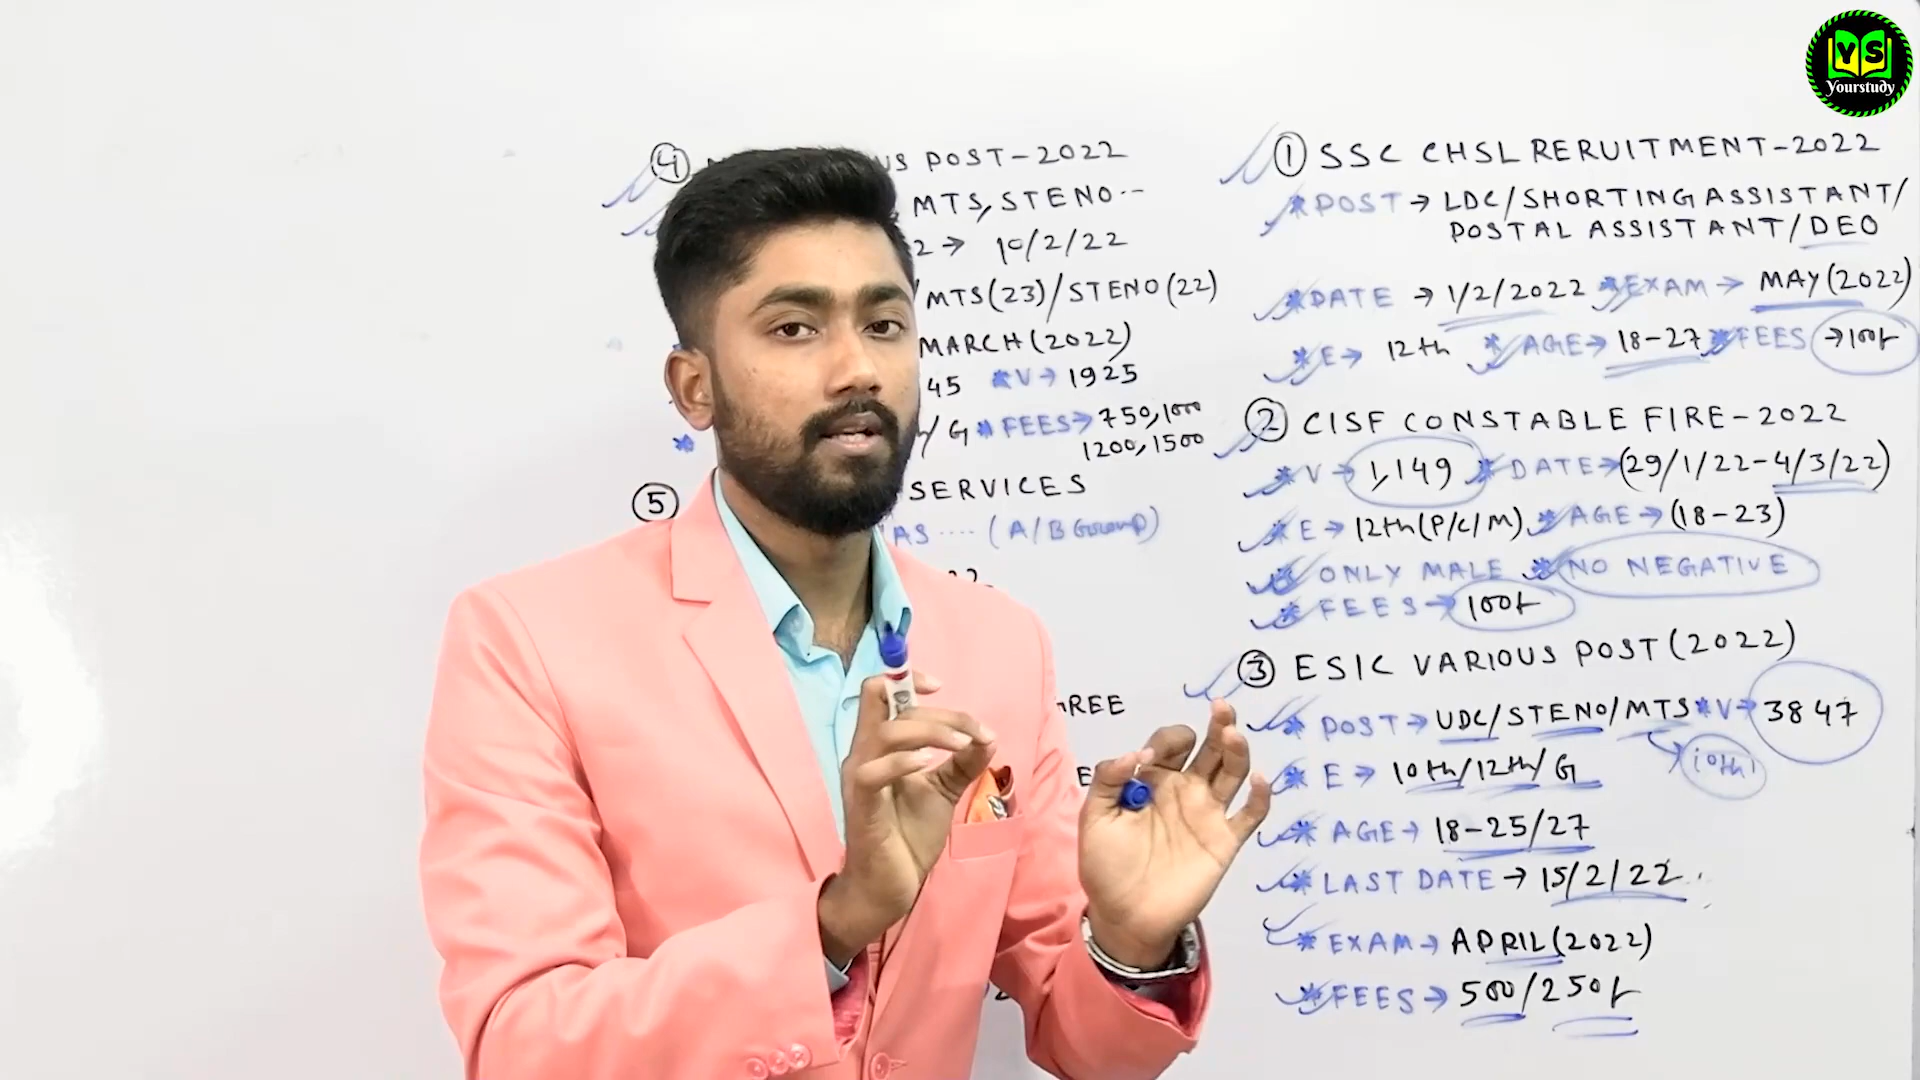 YS
Yourstudy
① SSC CHSL RERUITMENT-2022
*POST → LDC/SHORTING ASSISTANT/
POSTAL ASSISTANT/DEO
*DATE → 1/2/2022 *EXAM → MAY(2022)
*E → 12th *AGE → 18-27 *FEES → 100/-
② CISF CONSTABLE FIRE-2022
*V → 1,149 *DATE → (29/1/22-4/3/22)
*E → 12th(P/C/M) *AGE → (18-23)
* ONLY MALE *NO NEGATIVE
*FEES → 100/-
③ ESIC VARIOUS POST(2022)
* POST → UDC/STENO/MTS *V → 3847
10th
*E → 10th/12th/G
* AGE → 18-25/27
*LAST DATE → 15/2/22
* EXAM → APRIL(2022)
*FEES → 500/250/-
④ POST-2022
MTS, STENO--
2 → 10/2/22
/MTS(23)/STENO(22)
MARCH(2022)
45 *V → 1925
/G *FEES → 750,1000
1200,1500
⑤ SERVICES
AS .... (A/B Group)
22
REE
E